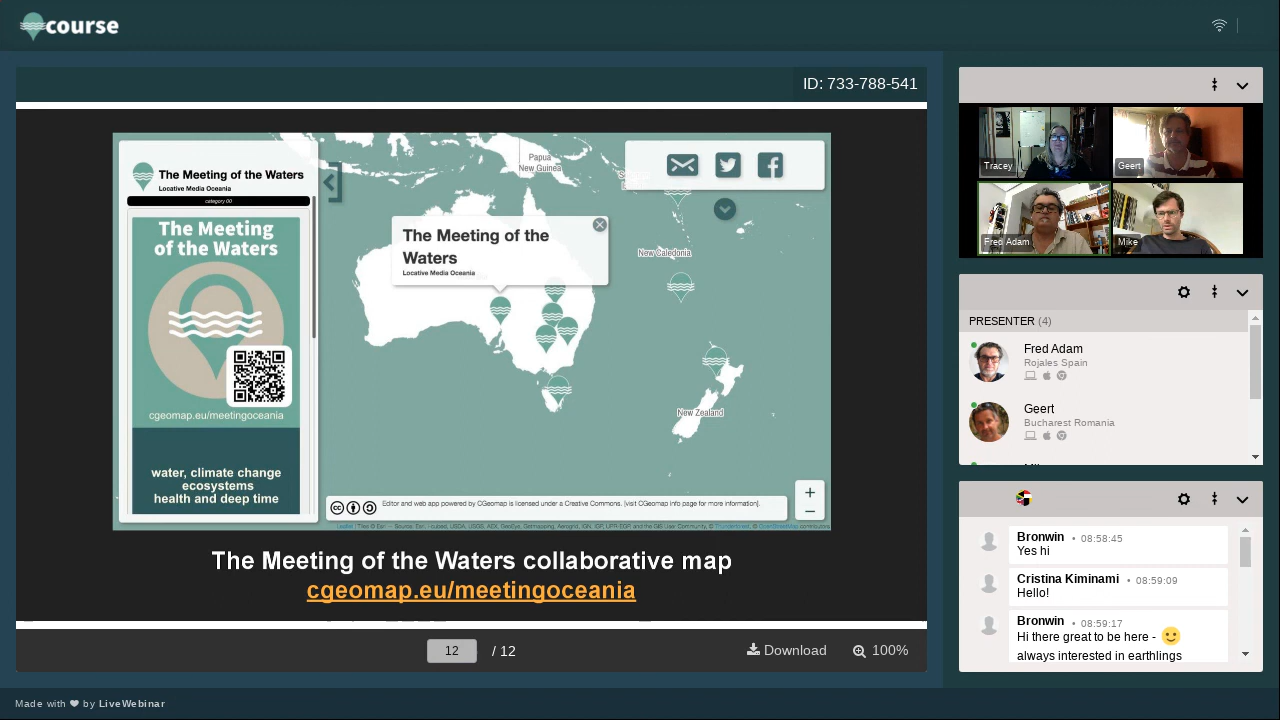 course
ID: 733-788-541
The Meeting of the Waters
Locative Media Oceania
category 00
The Meeting
of the Waters
cgeomap.eu/meetingoceania
water, climate change
ecosystems
health and deep time
Papua
New Guinea
The Meeting of the
Waters
Locative Media Oceania
New Caledonia
New Zealand
Editor and web app powered by CGeomap is licensed under a Creative Commons. [visit CGeomap info page for more information].
+
−
The Meeting of the Waters collaborative map
cgeomap.eu/meetingoceania
12 / 12
Download
100%
Tracey
Geert
Fred Adam
Mike
PRESENTER (4)
Fred Adam
Rojales Spain
Geert
Bucharest Romania
Bronwin • 08:58:45
Yes hi
Cristina Kiminami • 08:59:09
Hello!
Bronwin • 08:59:17
Hi there great to be here - 🙂
always interested in earthlings
Made with ❤ by LiveWebinar